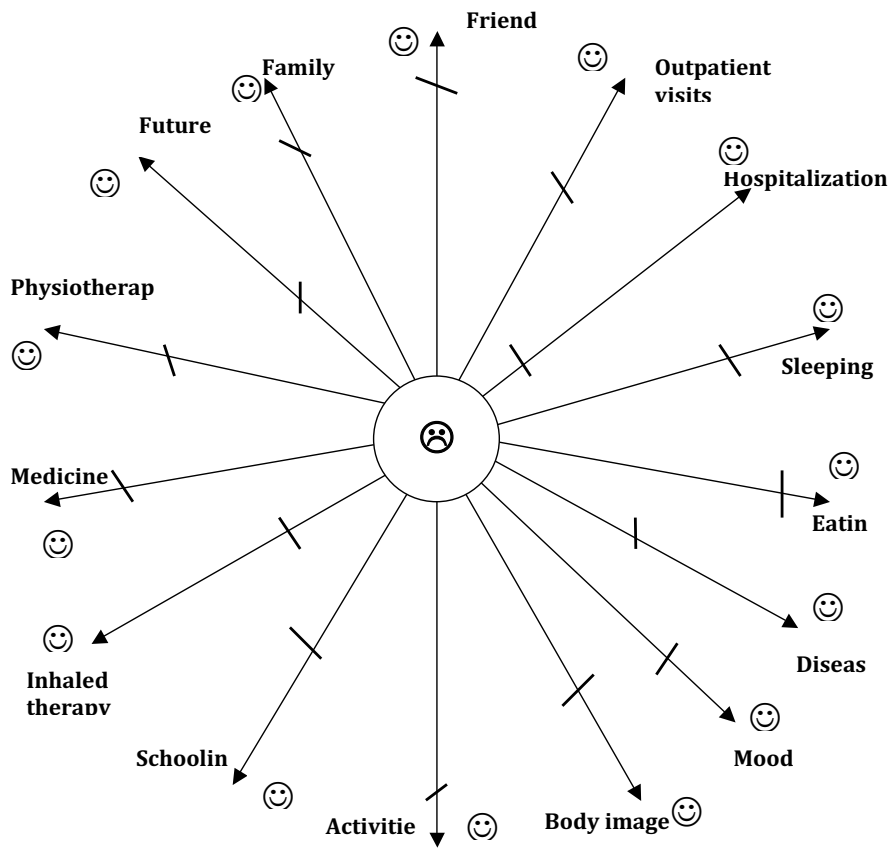 Friend
Family
Outpatient
visits
Future
Hospitalization
Physiotherap
Sleeping
Medicine
Eatin
Diseas
Inhaled
therapy
Schoolin
Mood
Activitie
Body image